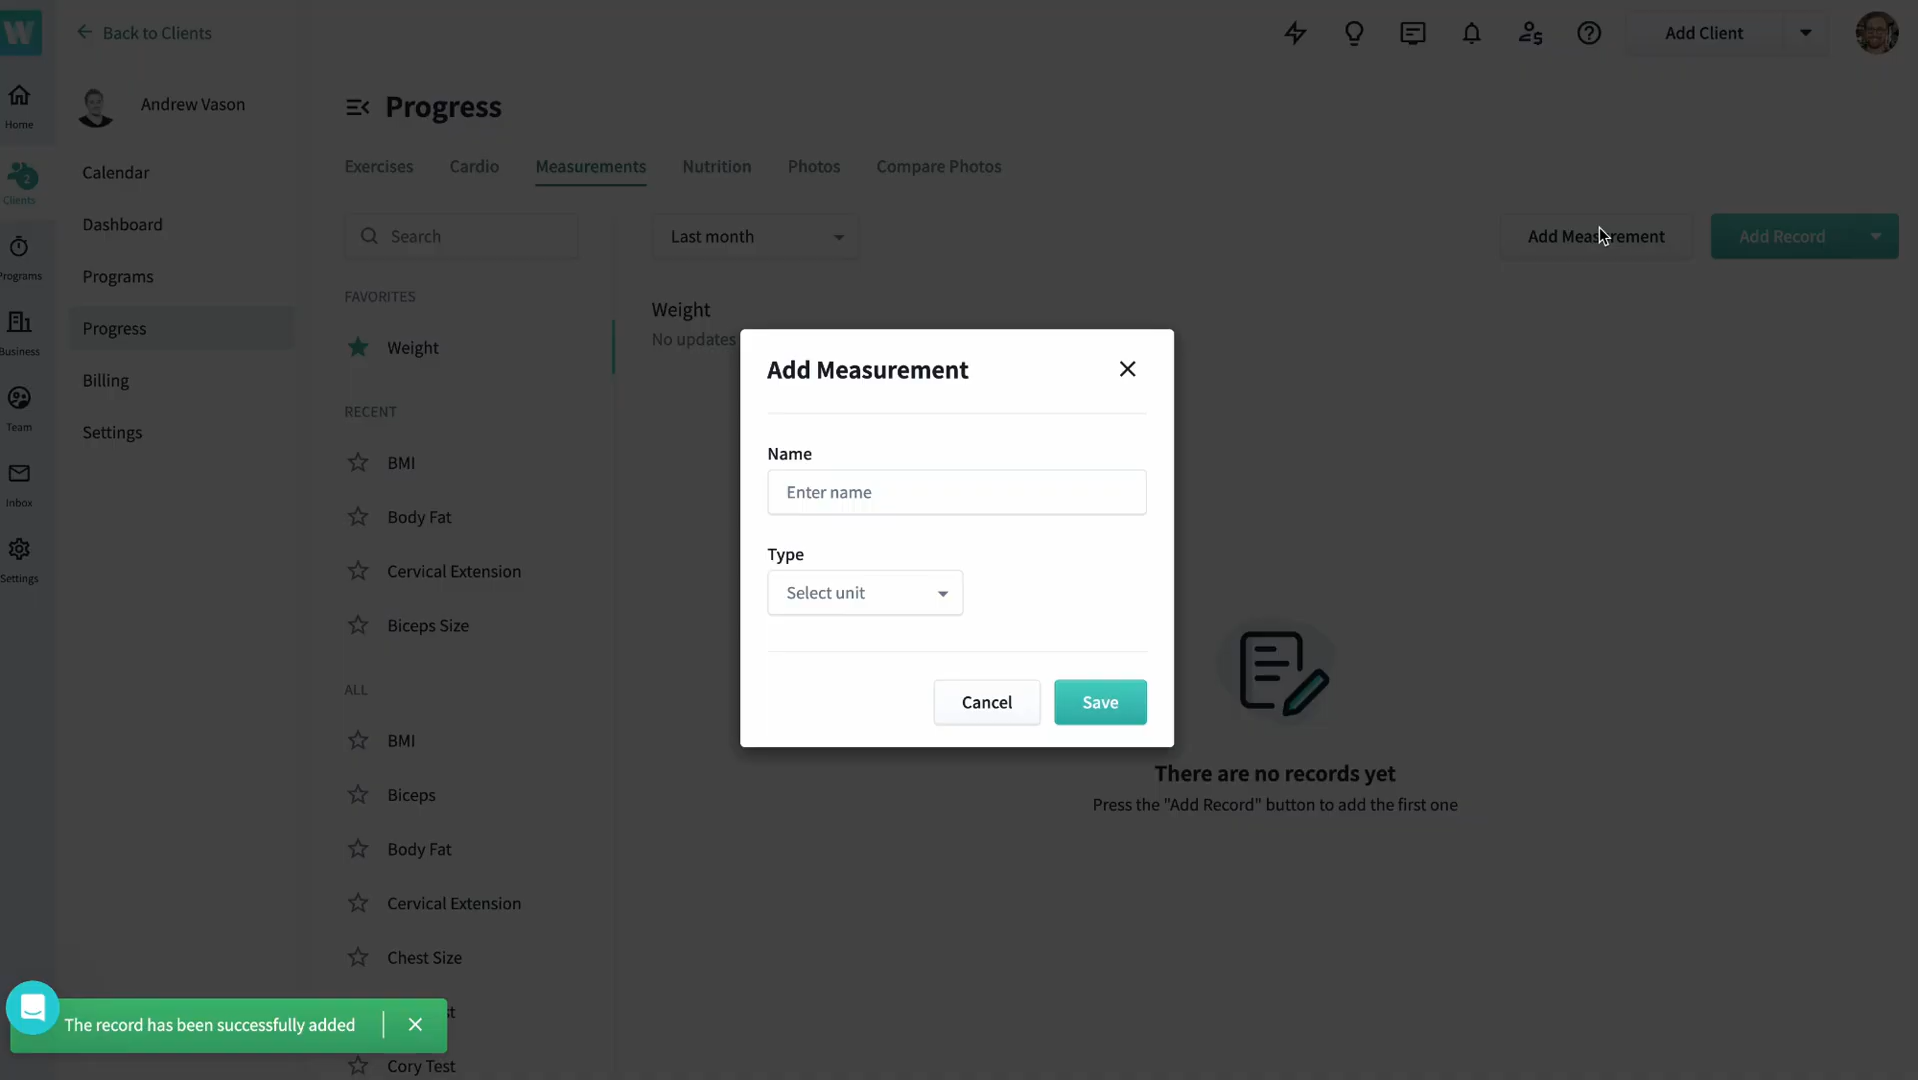 W
Back to Clients
Add Client
Home
Andrew Vason
Progress
2
Clients
Calendar
Exercises
Cardio
Measurements
Nutrition
Photos
Compare Photos
Dashboard
Search
Last month
Add Measurement
Add Record
Programs
Programs
FAVORITES
Progress
Weight
Weight
No updates
Business
Billing
RECENT
Team
Settings
BMI
Inbox
Body Fat
Settings
Cervical Extension
Biceps Size
ALL
BMI
Biceps
Body Fat
Cervical Extension
Chest Size
Cory Test
Add Measurement
Name
Enter name
Type
Select unit
Cancel
Save
There are no records yet
Press the "Add Record" button to add the first one
The record has been successfully added